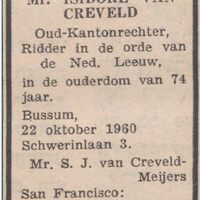 Mr. ISIDORE VAN
CREVELD
Oud-Kantonrechter,
Ridder in de orde van
de Ned. Leeuw,
in de ouderdom van 74
jaar.
Bussum,
22 oktober 1960
Schwerinlaan 3.
Mr. S. J. van Creveld-
Meijers
San Francisco: